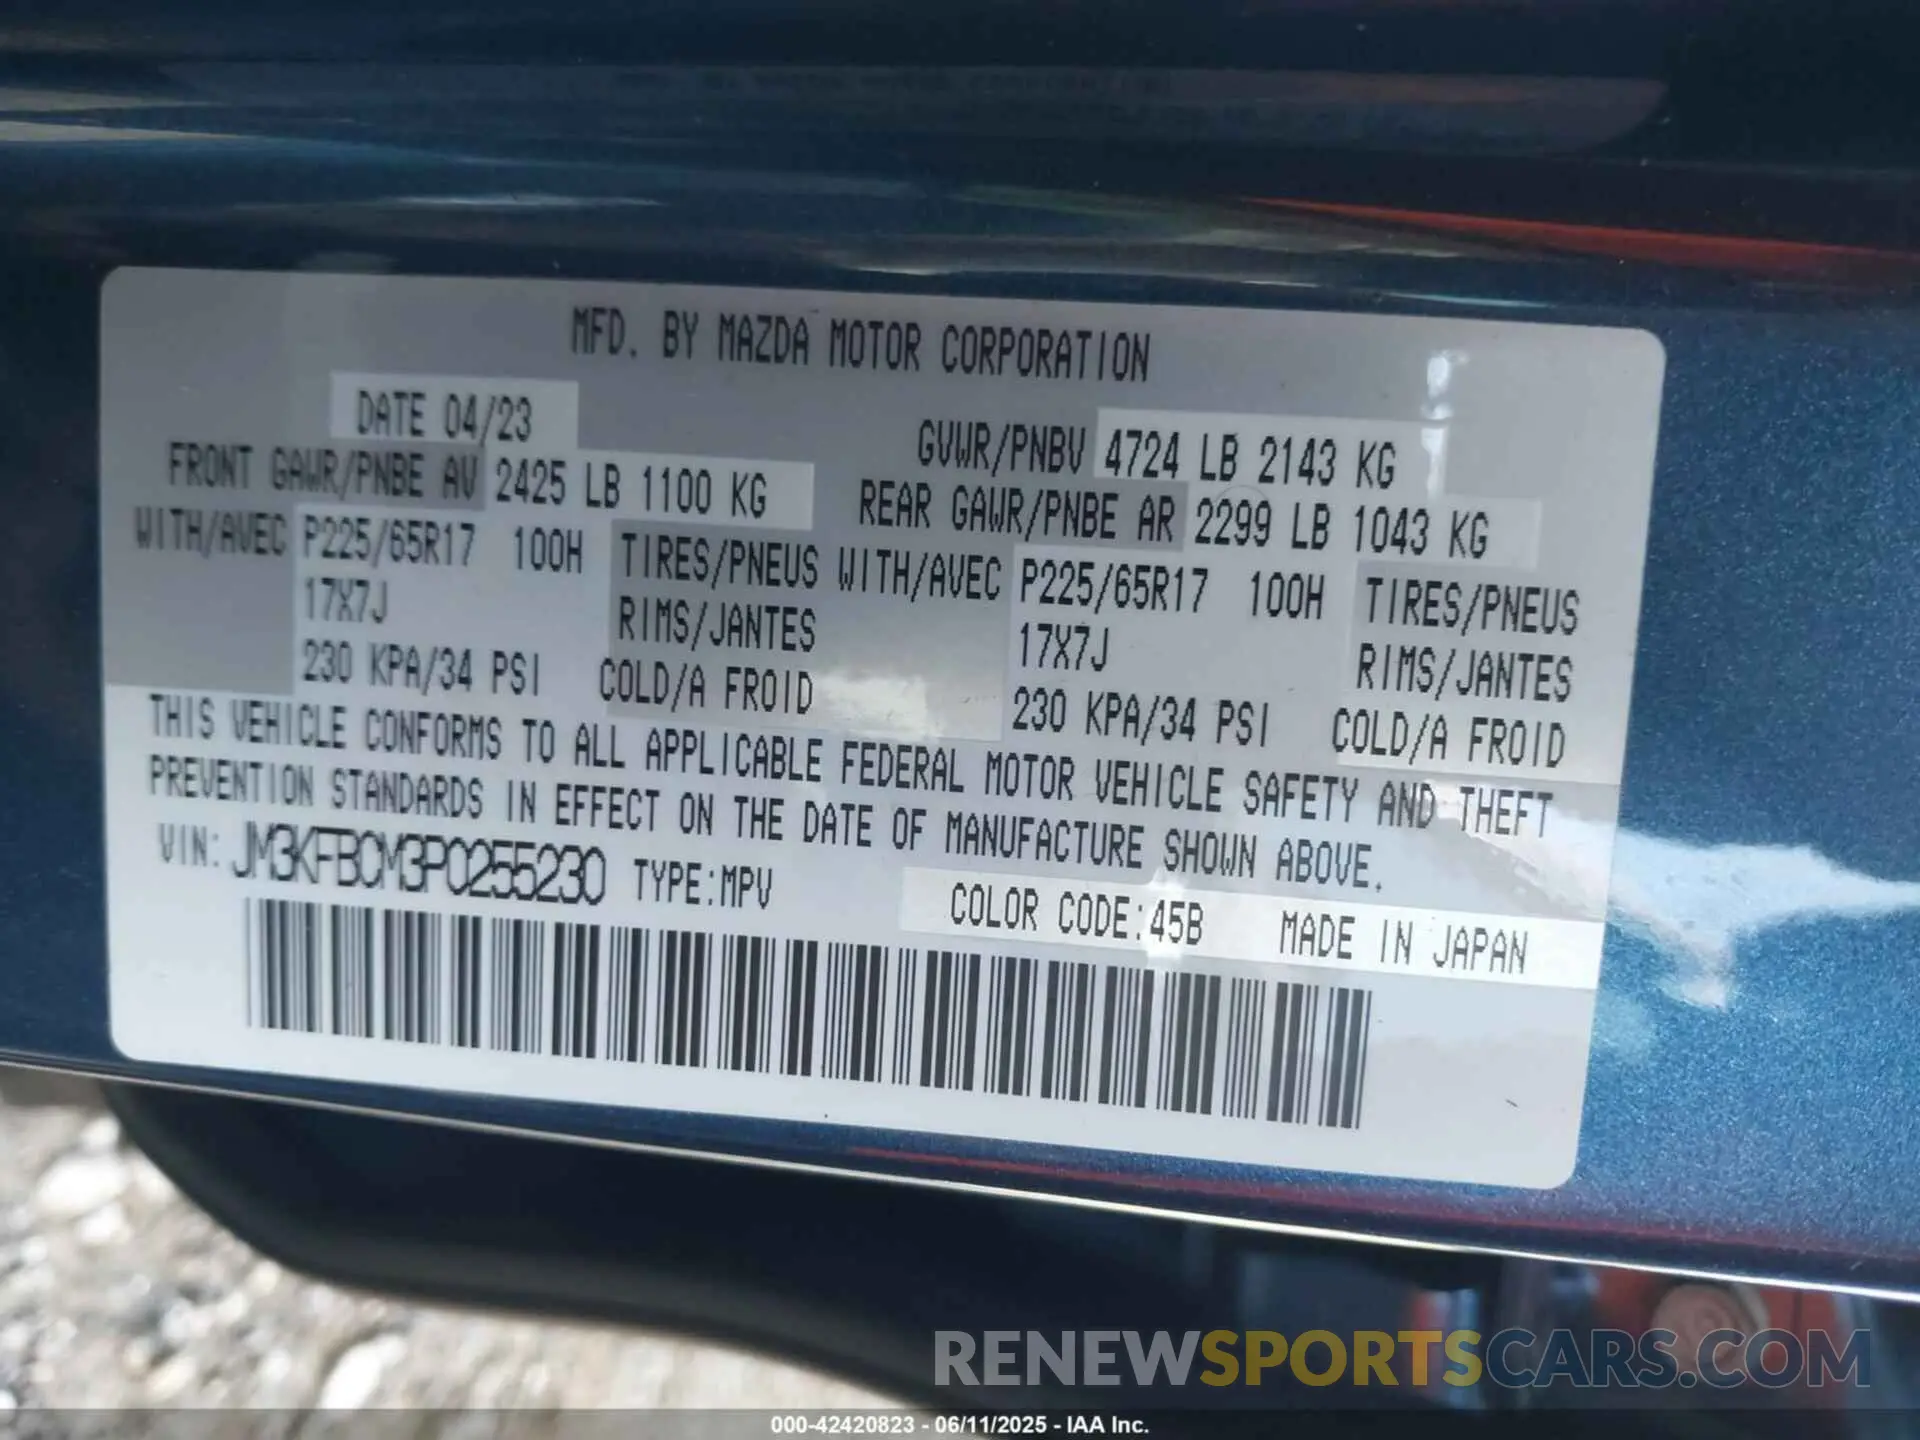 MFD. BY MAZDA MOTOR CORPORATION
DATE 04/23 GVWR/PNBV 4724 LB 2143 KG
FRONT GAWR/PNBE AV 2425 LB 1100 KG REAR GAWR/PNBE AR 2299 LB 1043 KG
WITH/AVEC P225/65R17 100H TIRES/PNEUS WITH/AVEC P225/65R17 100H TIRES/PNEUS
17X7J RIMS/JANTES 17X7J RIMS/JANTES
230 KPA/34 PSI COLD/A FROID 230 KPA/34 PSI COLD/A FROID
THIS VEHICLE CONFORMS TO ALL APPLICABLE FEDERAL MOTOR VEHICLE SAFETY AND THEFT
PREVENTION STANDARDS IN EFFECT ON THE DATE OF MANUFACTURE SHOWN ABOVE.
VIN: JM3KFBCM3P0255230 TYPE:MPV
COLOR CODE:45B MADE IN JAPAN
RENEWSPORTSCARS.COM
000-42420823 - 06/11/2025 - IAA Inc.